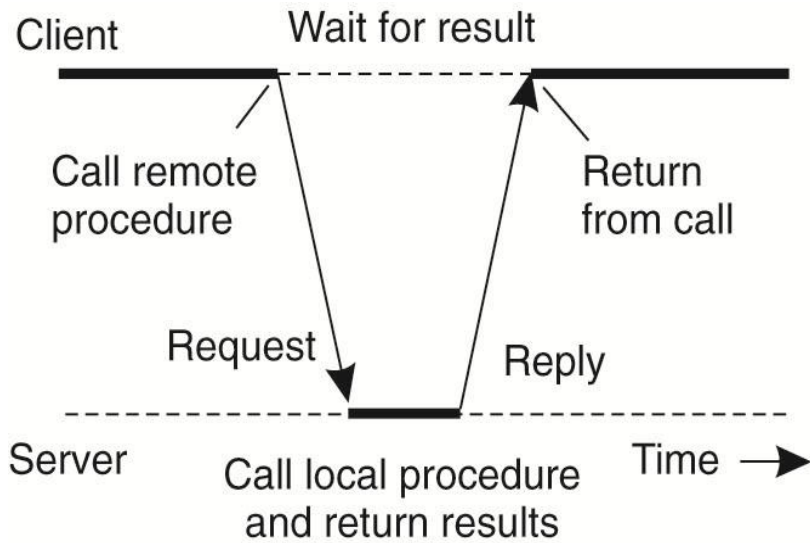 Client
Wait for result
Call remote
procedure
Return
from call
Request
Reply
Server
Call local procedure
and return results
Time